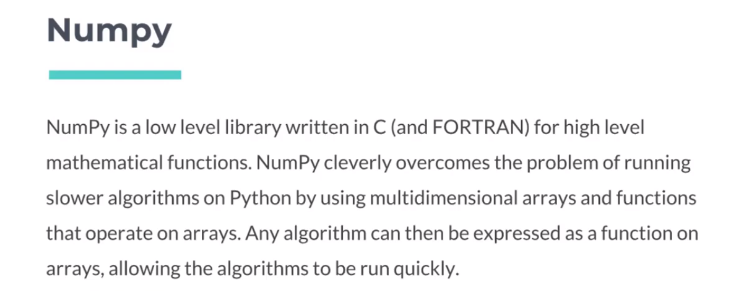 Numpy
NumPy is a low level library written in C (and FORTRAN) for high level
mathematical functions. NumPy cleverly overcomes the problem of running
slower algorithms on Python by using multidimensional arrays and functions
that operate on arrays. Any algorithm can then be expressed as a function on
arrays, allowing the algorithms to be run quickly.